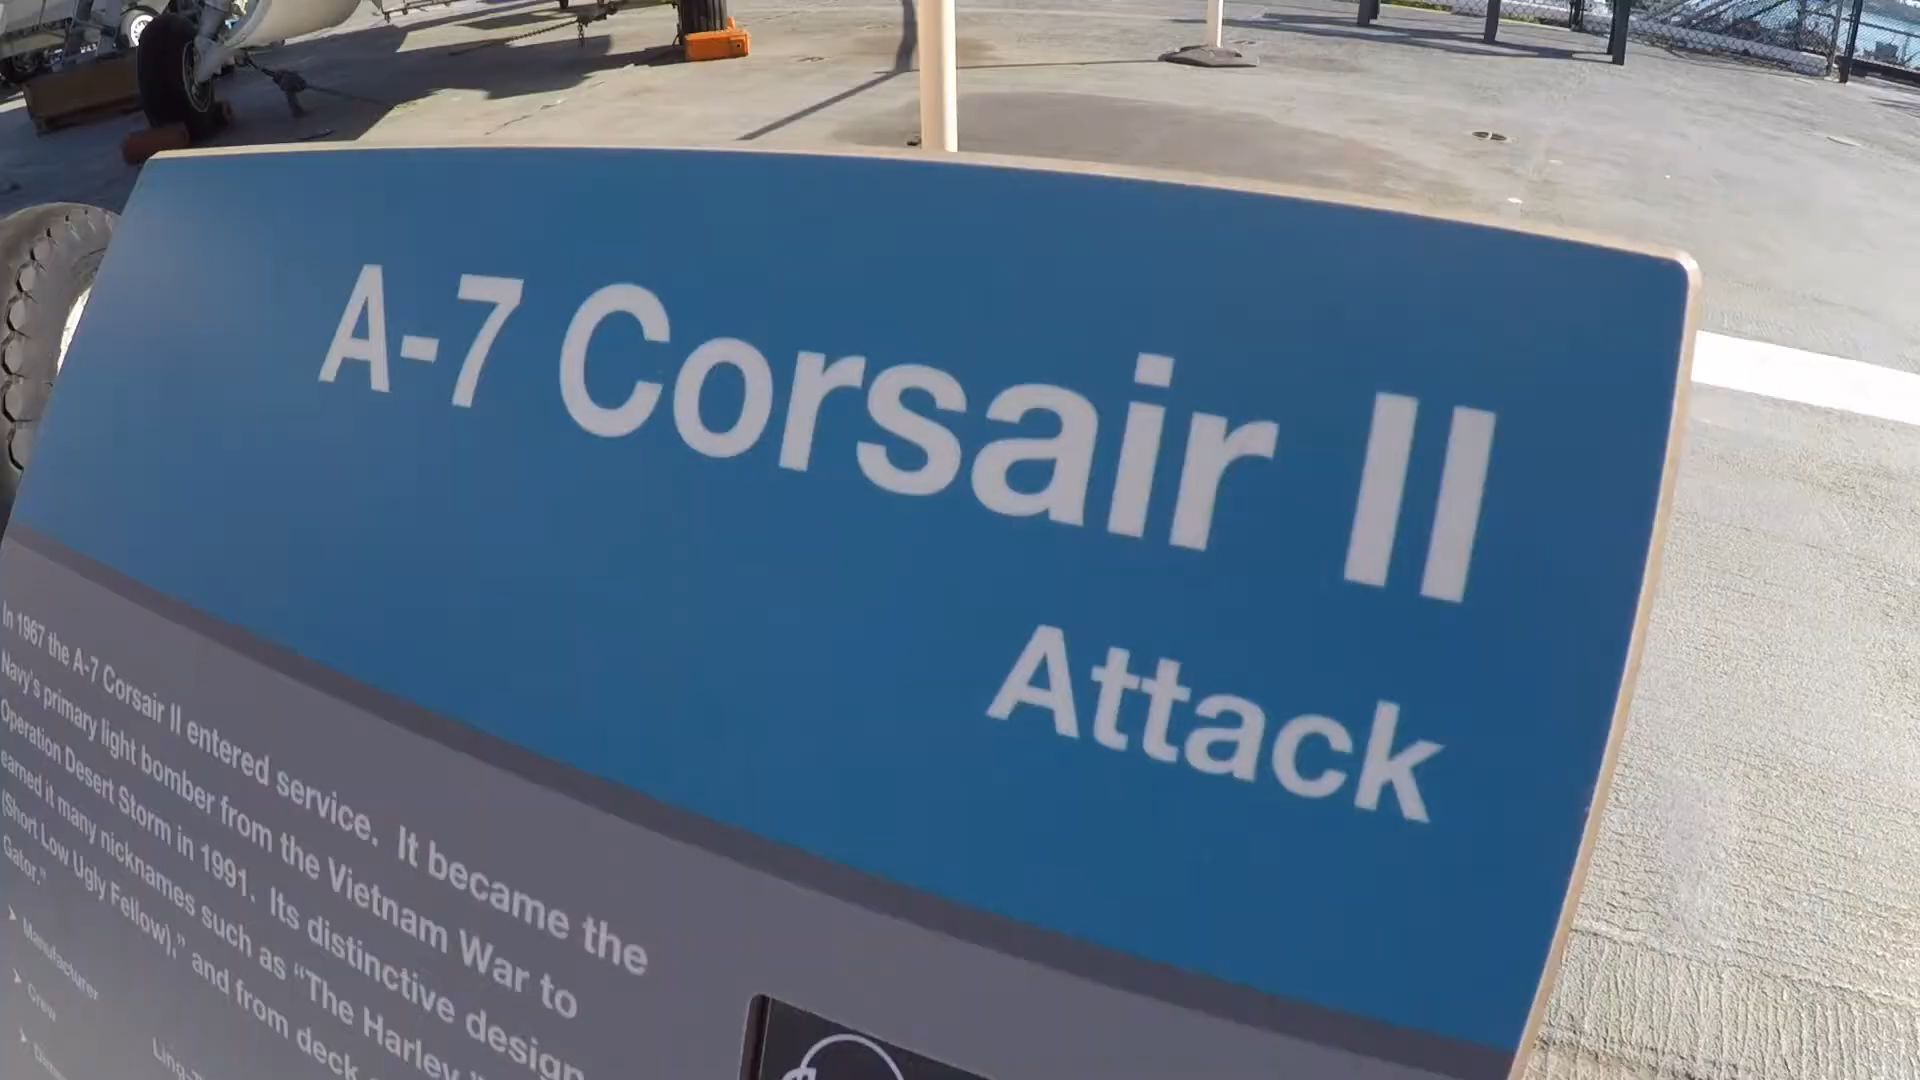 A-7 Corsair II
Attack
In 1967 the A-7 Corsair II entered service. It became the
Navy's primary light bomber from the Vietnam War to
Operation Desert Storm in 1991. Its distinctive design
earned it many nicknames such as “The Harley,”
(Short Low Ugly Fellow),” and from deck
Gator.”
➤ Manufacturer
➤ Crew